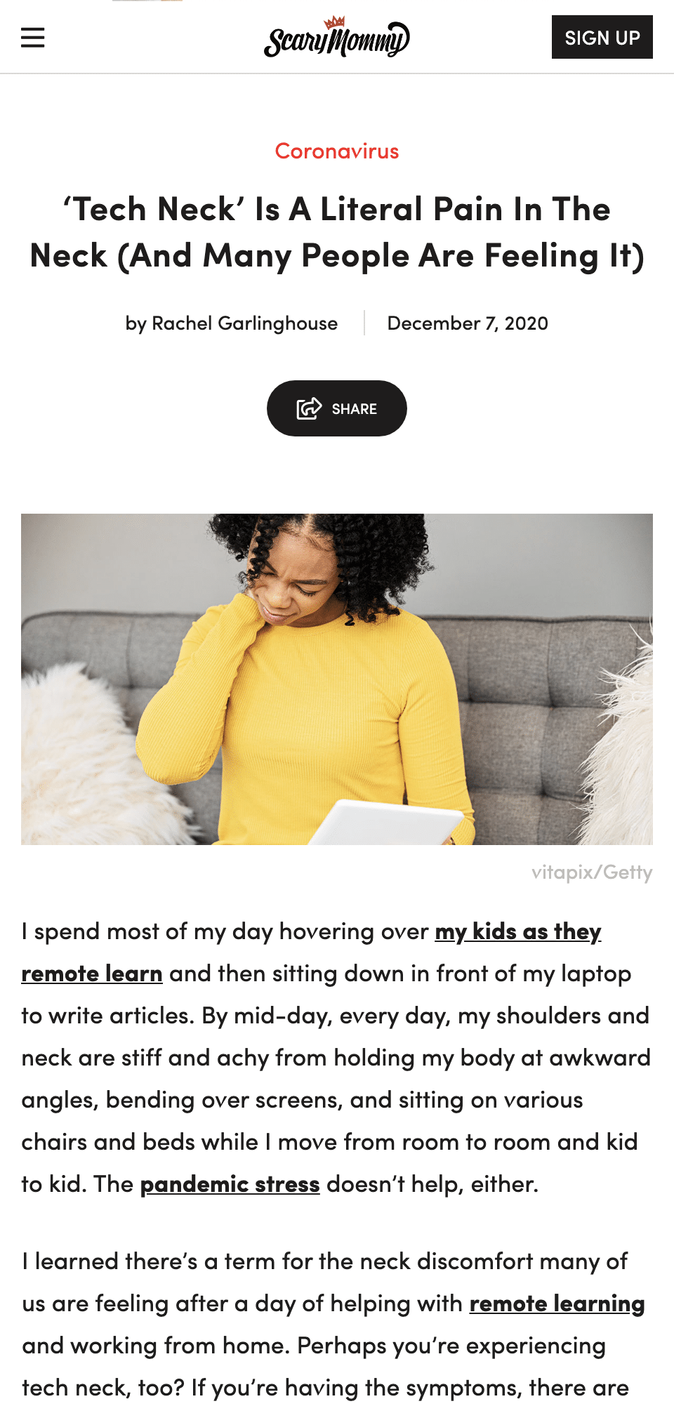 Scary Mommy
SIGN UP
Coronavirus
‘Tech Neck’ Is A Literal Pain In The
Neck (And Many People Are Feeling It)
by Rachel Garlinghouse
December 7, 2020
SHARE
vitapix/Getty
I spend most of my day hovering over my kids as they
remote learn and then sitting down in front of my laptop
to write articles. By mid-day, every day, my shoulders and
neck are stiff and achy from holding my body at awkward
angles, bending over screens, and sitting on various
chairs and beds while I move from room to room and kid
to kid. The pandemic stress doesn’t help, either.
I learned there’s a term for the neck discomfort many of
us are feeling after a day of helping with remote learning
and working from home. Perhaps you’re experiencing
tech neck, too? If you’re having the symptoms, there are